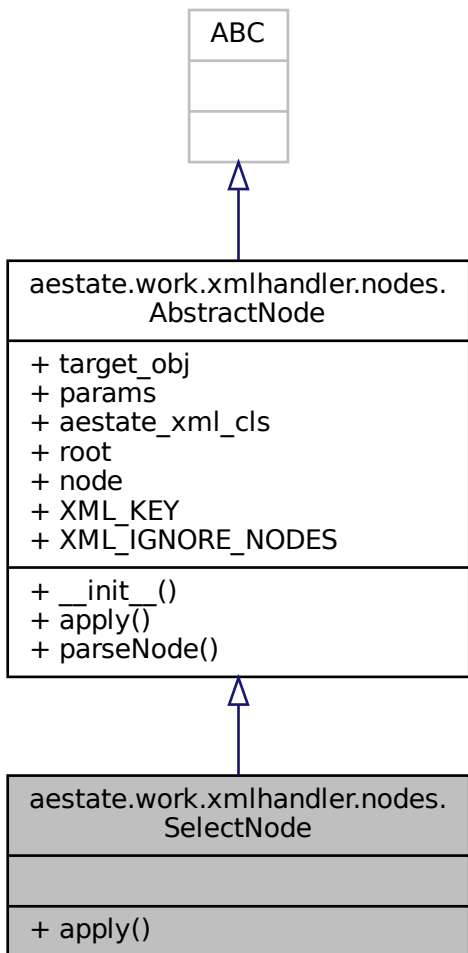 ABC
aestate.work.xmlhandler.nodes.
AbstractNode
+ target_obj
+ params
+ aestate_xml_cls
+ root
+ node
+ XML_KEY
+ XML_IGNORE_NODES
+ __init__()
+ apply()
+ parseNode()
aestate.work.xmlhandler.nodes.
SelectNode
+ apply()